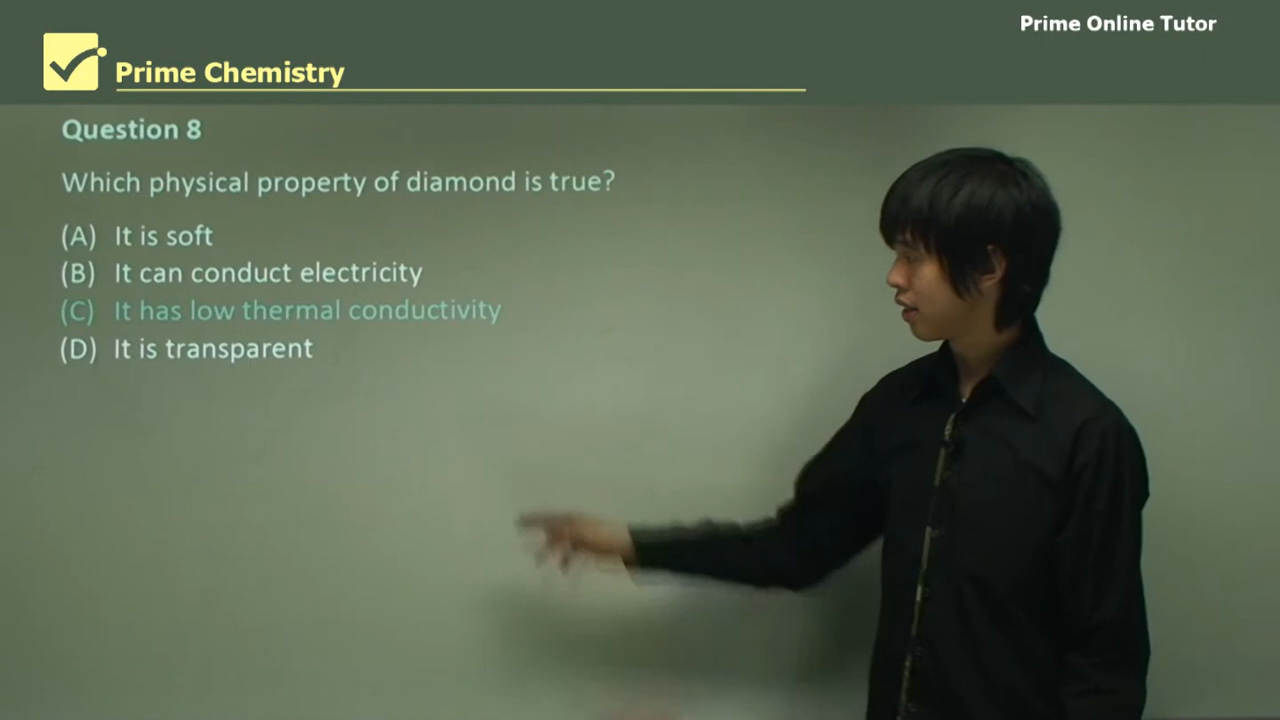 Prime Online Tutor
Prime Chemistry
Question 8
Which physical property of diamond is true?
(A) It is soft
(B) It can conduct electricity
(C) It has low thermal conductivity
(D) It is transparent